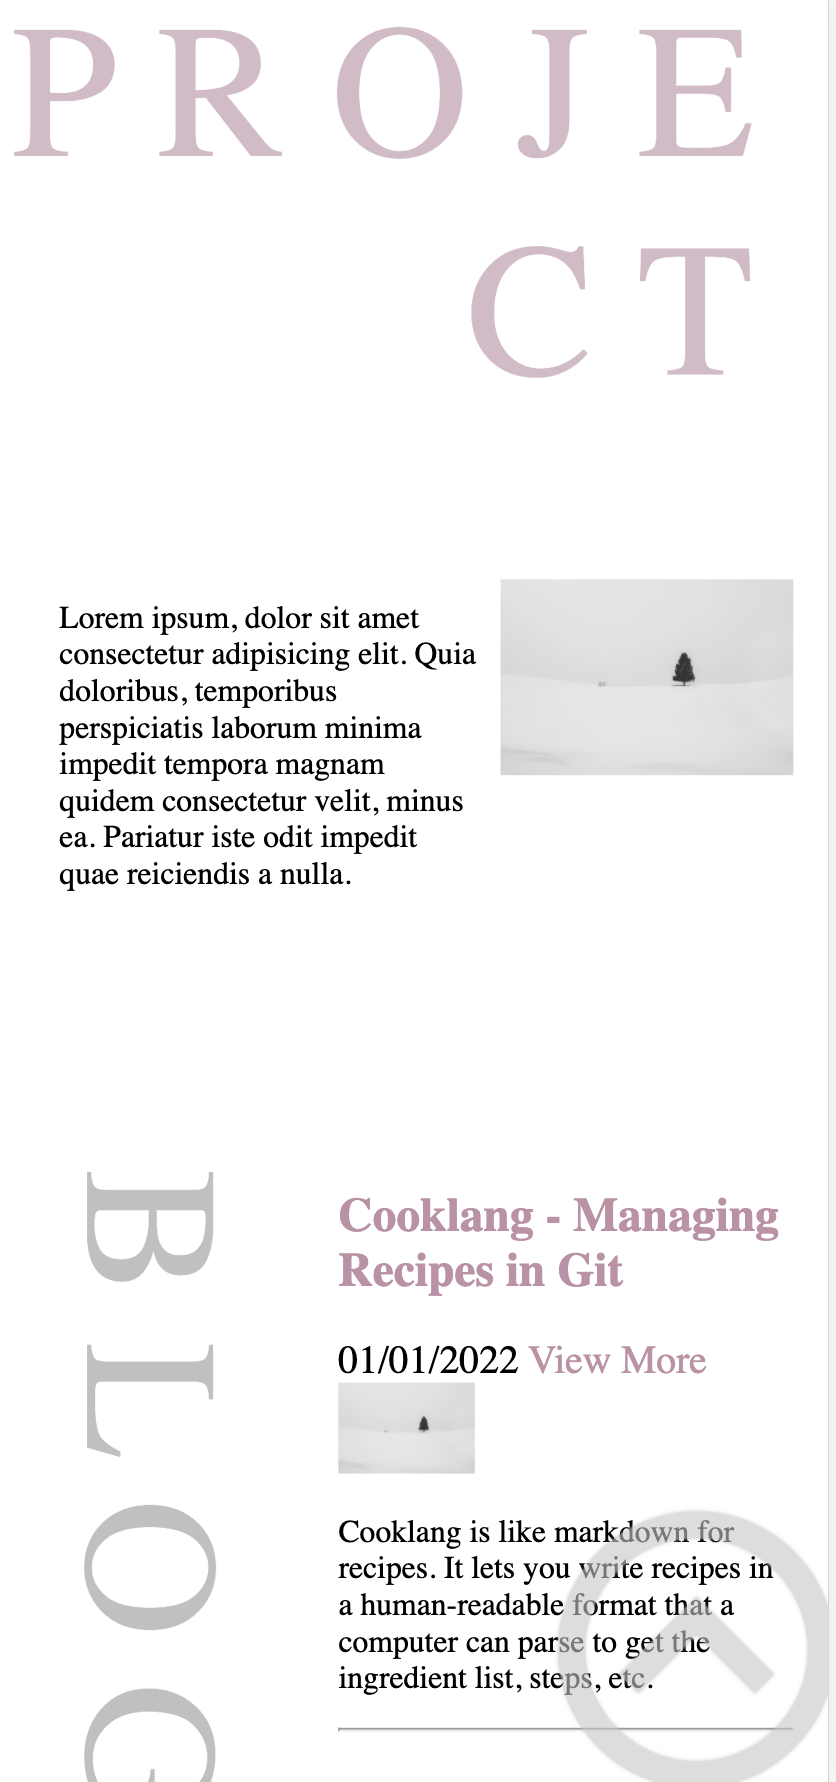 P R O J E
C T
Lorem ipsum, dolor sit amet
consectetur adipisicing elit. Quia
doloribus, temporibus
perspiciatis laborum minima
impedit tempora magnam
quidem consectetur velit, minus
ea. Pariatur iste odit impedit
quae reiciendis a nulla.
B L O G
Cooklang - Managing
Recipes in Git
01/01/2022 View More
Cooklang is like markdown for
recipes. It lets you write recipes in
a human-readable format that a
computer can parse to get the
ingredient list, steps, etc.